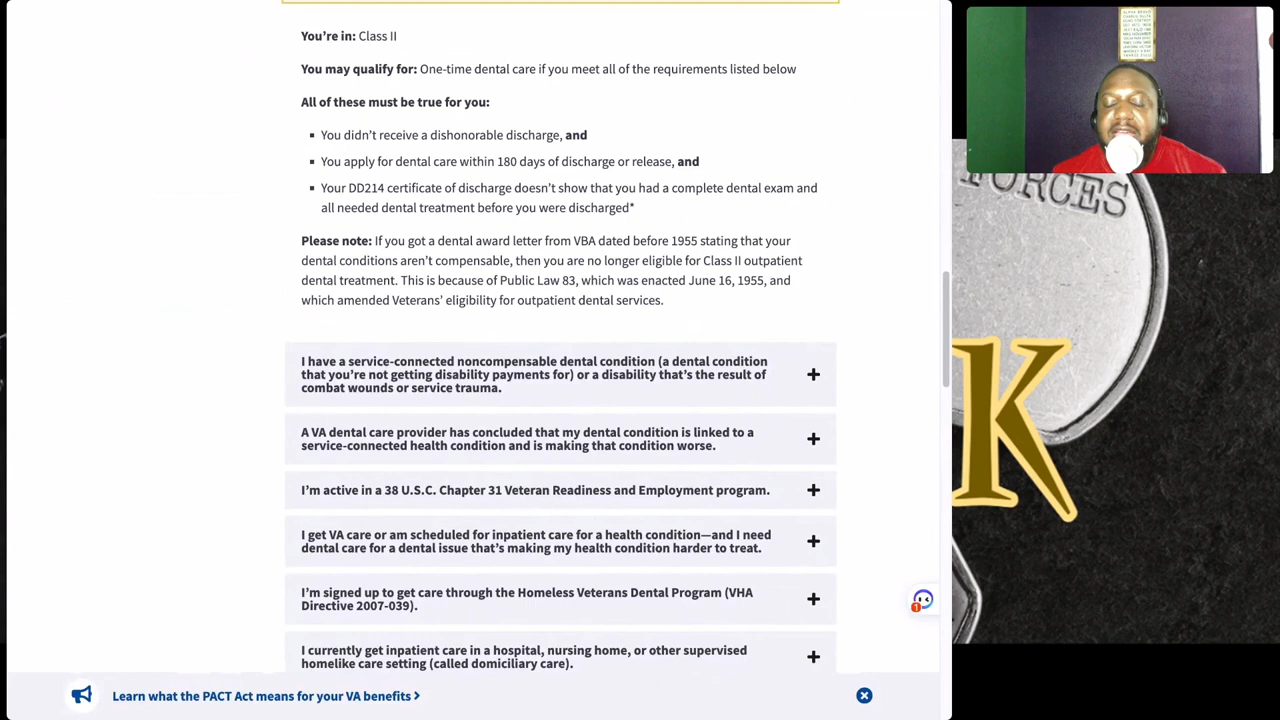 You're in: Class II
You may qualify for: One-time dental care if you meet all of the requirements listed below
All of these must be true for you:
▪ You didn't receive a dishonorable discharge, and
▪ You apply for dental care within 180 days of discharge or release, and
▪ Your DD214 certificate of discharge doesn't show that you had a complete dental exam and
all needed dental treatment before you were discharged*
Please note: If you got a dental award letter from VBA dated before 1955 stating that your
dental conditions aren't compensable, then you are no longer eligible for Class II outpatient
dental treatment. This is because of Public Law 83, which was enacted June 16, 1955, and
which amended Veterans' eligibility for outpatient dental services.
I have a service-connected noncompensable dental condition (a dental condition
that you're not getting disability payments for) or a disability that's the result of
combat wounds or service trauma.
A VA dental care provider has concluded that my dental condition is linked to a
service-connected health condition and is making that condition worse.
I'm active in a 38 U.S.C. Chapter 31 Veteran Readiness and Employment program.
I get VA care or am scheduled for inpatient care for a health condition—and I need
dental care for a dental issue that's making my health condition harder to treat.
I'm signed up to get care through the Homeless Veterans Dental Program (VHA
Directive 2007-039).
I currently get inpatient care in a hospital, nursing home, or other supervised
homelike care setting (called domiciliary care).
Learn what the PACT Act means for your VA benefits >
1
FORCES
K